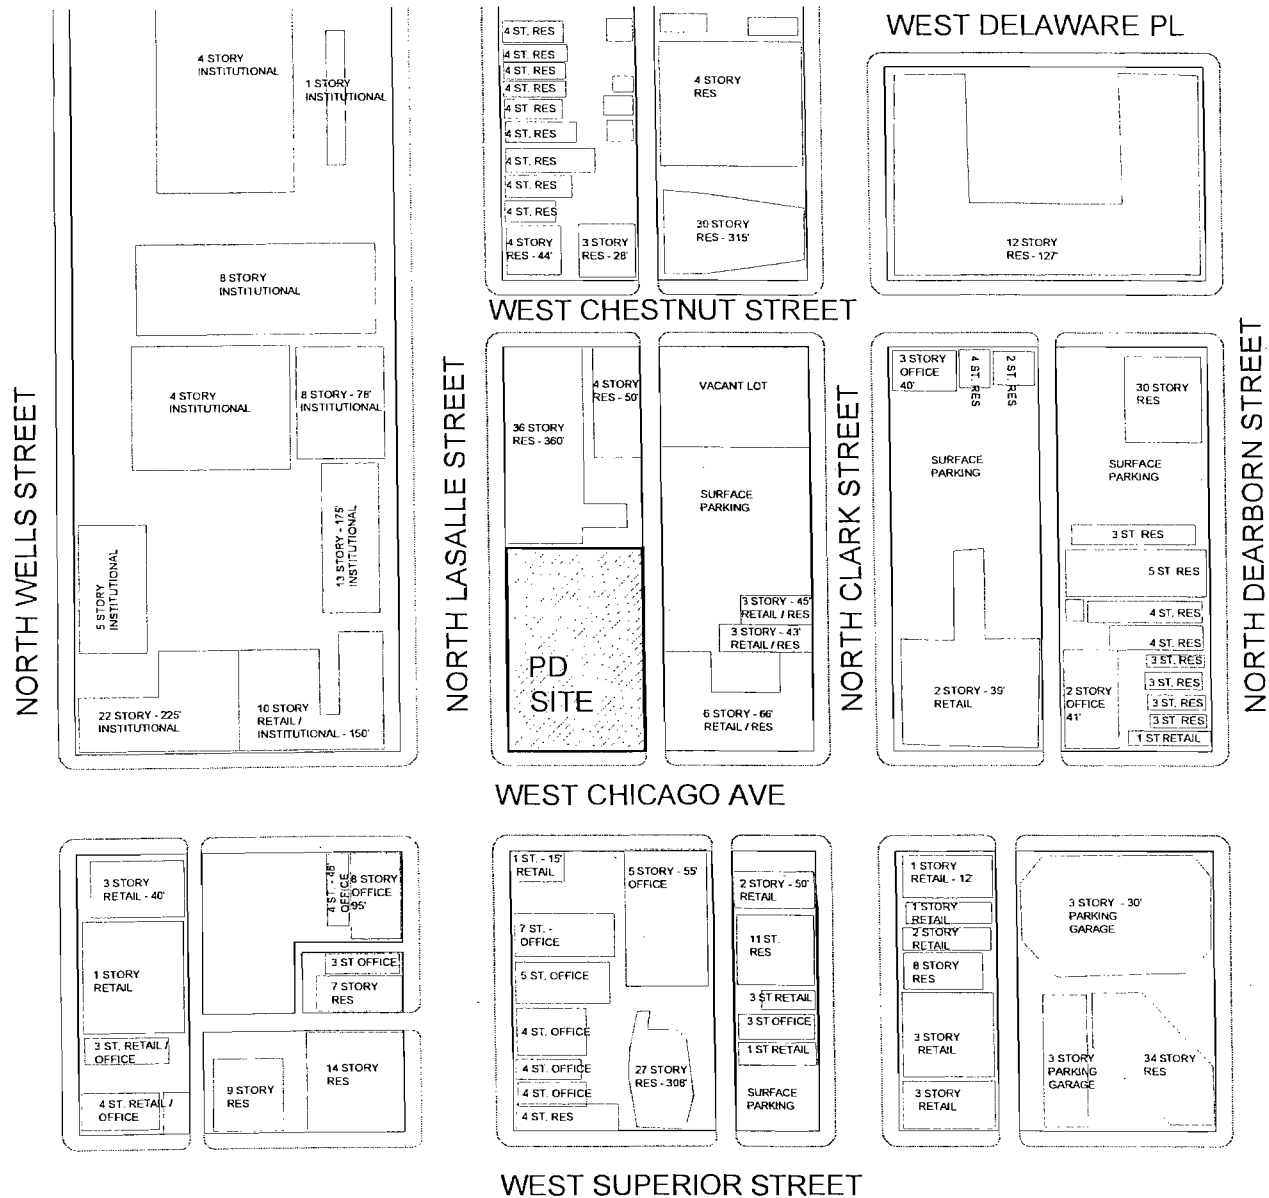 WEST DELAWARE PL
4 STORY
INSTITUTIONAL
1 STORY
INSTITUTIONAL
4 ST. RES
4 ST. RES
4 ST. RES
4 ST. RES
4 ST. RES
4 ST. RES
4 ST. RES
4 ST. RES
4 ST. RES
4 STORY
RES - 44'
3 STORY
RES - 28'
4 STORY
RES
30 STORY
RES - 315'
12 STORY
RES - 127'
8 STORY
INSTITUTIONAL
WEST CHESTNUT STREET
4 STORY
INSTITUTIONAL
8 STORY - 78'
INSTITUTIONAL
13 STORY - 175'
INSTITUTIONAL
5 STORY
INSTITUTIONAL
22 STORY - 225'
INSTITUTIONAL
10 STORY
RETAIL /
INSTITUTIONAL - 150'
NORTH WELLS STREET
NORTH LASALLE STREET
36 STORY
RES - 360'
4 STORY
RES - 50'
PD
SITE
VACANT LOT
SURFACE
PARKING
3 STORY - 45'
RETAIL / RES
3 STORY - 43'
RETAIL / RES
6 STORY - 66'
RETAIL / RES
NORTH CLARK STREET
3 STORY
OFFICE
40'
4 ST. RES
2 ST. RES
SURFACE
PARKING
2 STORY - 39'
RETAIL
30 STORY
RES
SURFACE
PARKING
3 ST RES
5 ST RES
4 ST. RES
4 ST. RES
3 ST. RES
3 ST. RES
3 ST. RES
3 ST RES
1 ST RETAIL
2 STORY
OFFICE
41'
NORTH DEARBORN STREET
WEST CHICAGO AVE
3 STORY
RETAIL - 40'
1 STORY
RETAIL
3 ST. RETAIL /
OFFICE
4 ST. RETAIL /
OFFICE
4 ST. - 48'
OFFICE
8 STORY
OFFICE
95'
3 ST OFFICE
7 STORY
RES
9 STORY
RES
14 STORY
RES
1 ST. - 15'
RETAIL
5 STORY - 55'
OFFICE
7 ST. -
OFFICE
5 ST. OFFICE
4 ST. OFFICE
4 ST. OFFICE
4 ST. OFFICE
4 ST. RES
27 STORY
RES - 308'
2 STORY - 50'
RETAIL
11 ST.
RES
3 ST RETAIL
3 ST OFFICE
1 ST RETAIL
SURFACE
PARKING
1 STORY
RETAIL - 12'
1 STORY
RETAIL
2 STORY
RETAIL
8 STORY
RES
3 STORY
RETAIL
3 STORY
RETAIL
3 STORY - 30'
PARKING
GARAGE
3 STORY
PARKING
GARAGE
34 STORY
RES
WEST SUPERIOR STREET